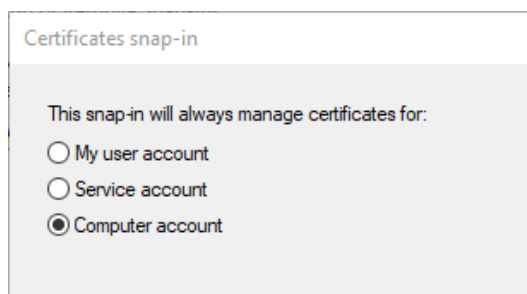 Certificates snap-in
This snap-in will always manage certificates for:
My user account
Service account
Computer account